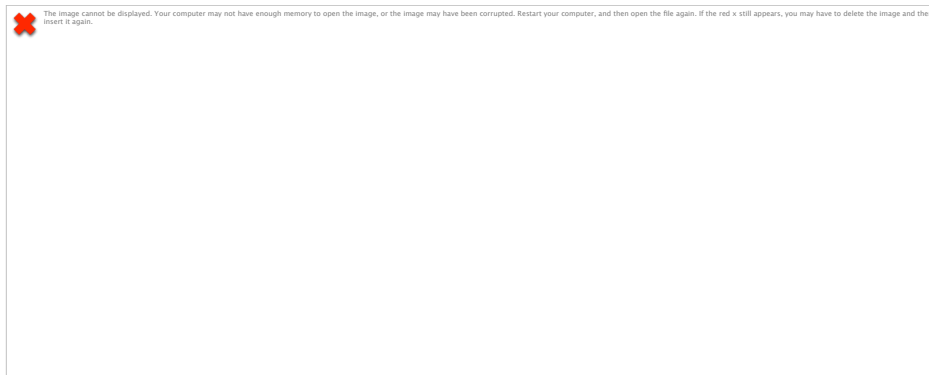 The image cannot be displayed. Your computer may not have enough memory to open the image, or the image may have been corrupted. Restart your computer, and then open the file again. If the red x still appears, you may have to delete the image and the
insert it again.